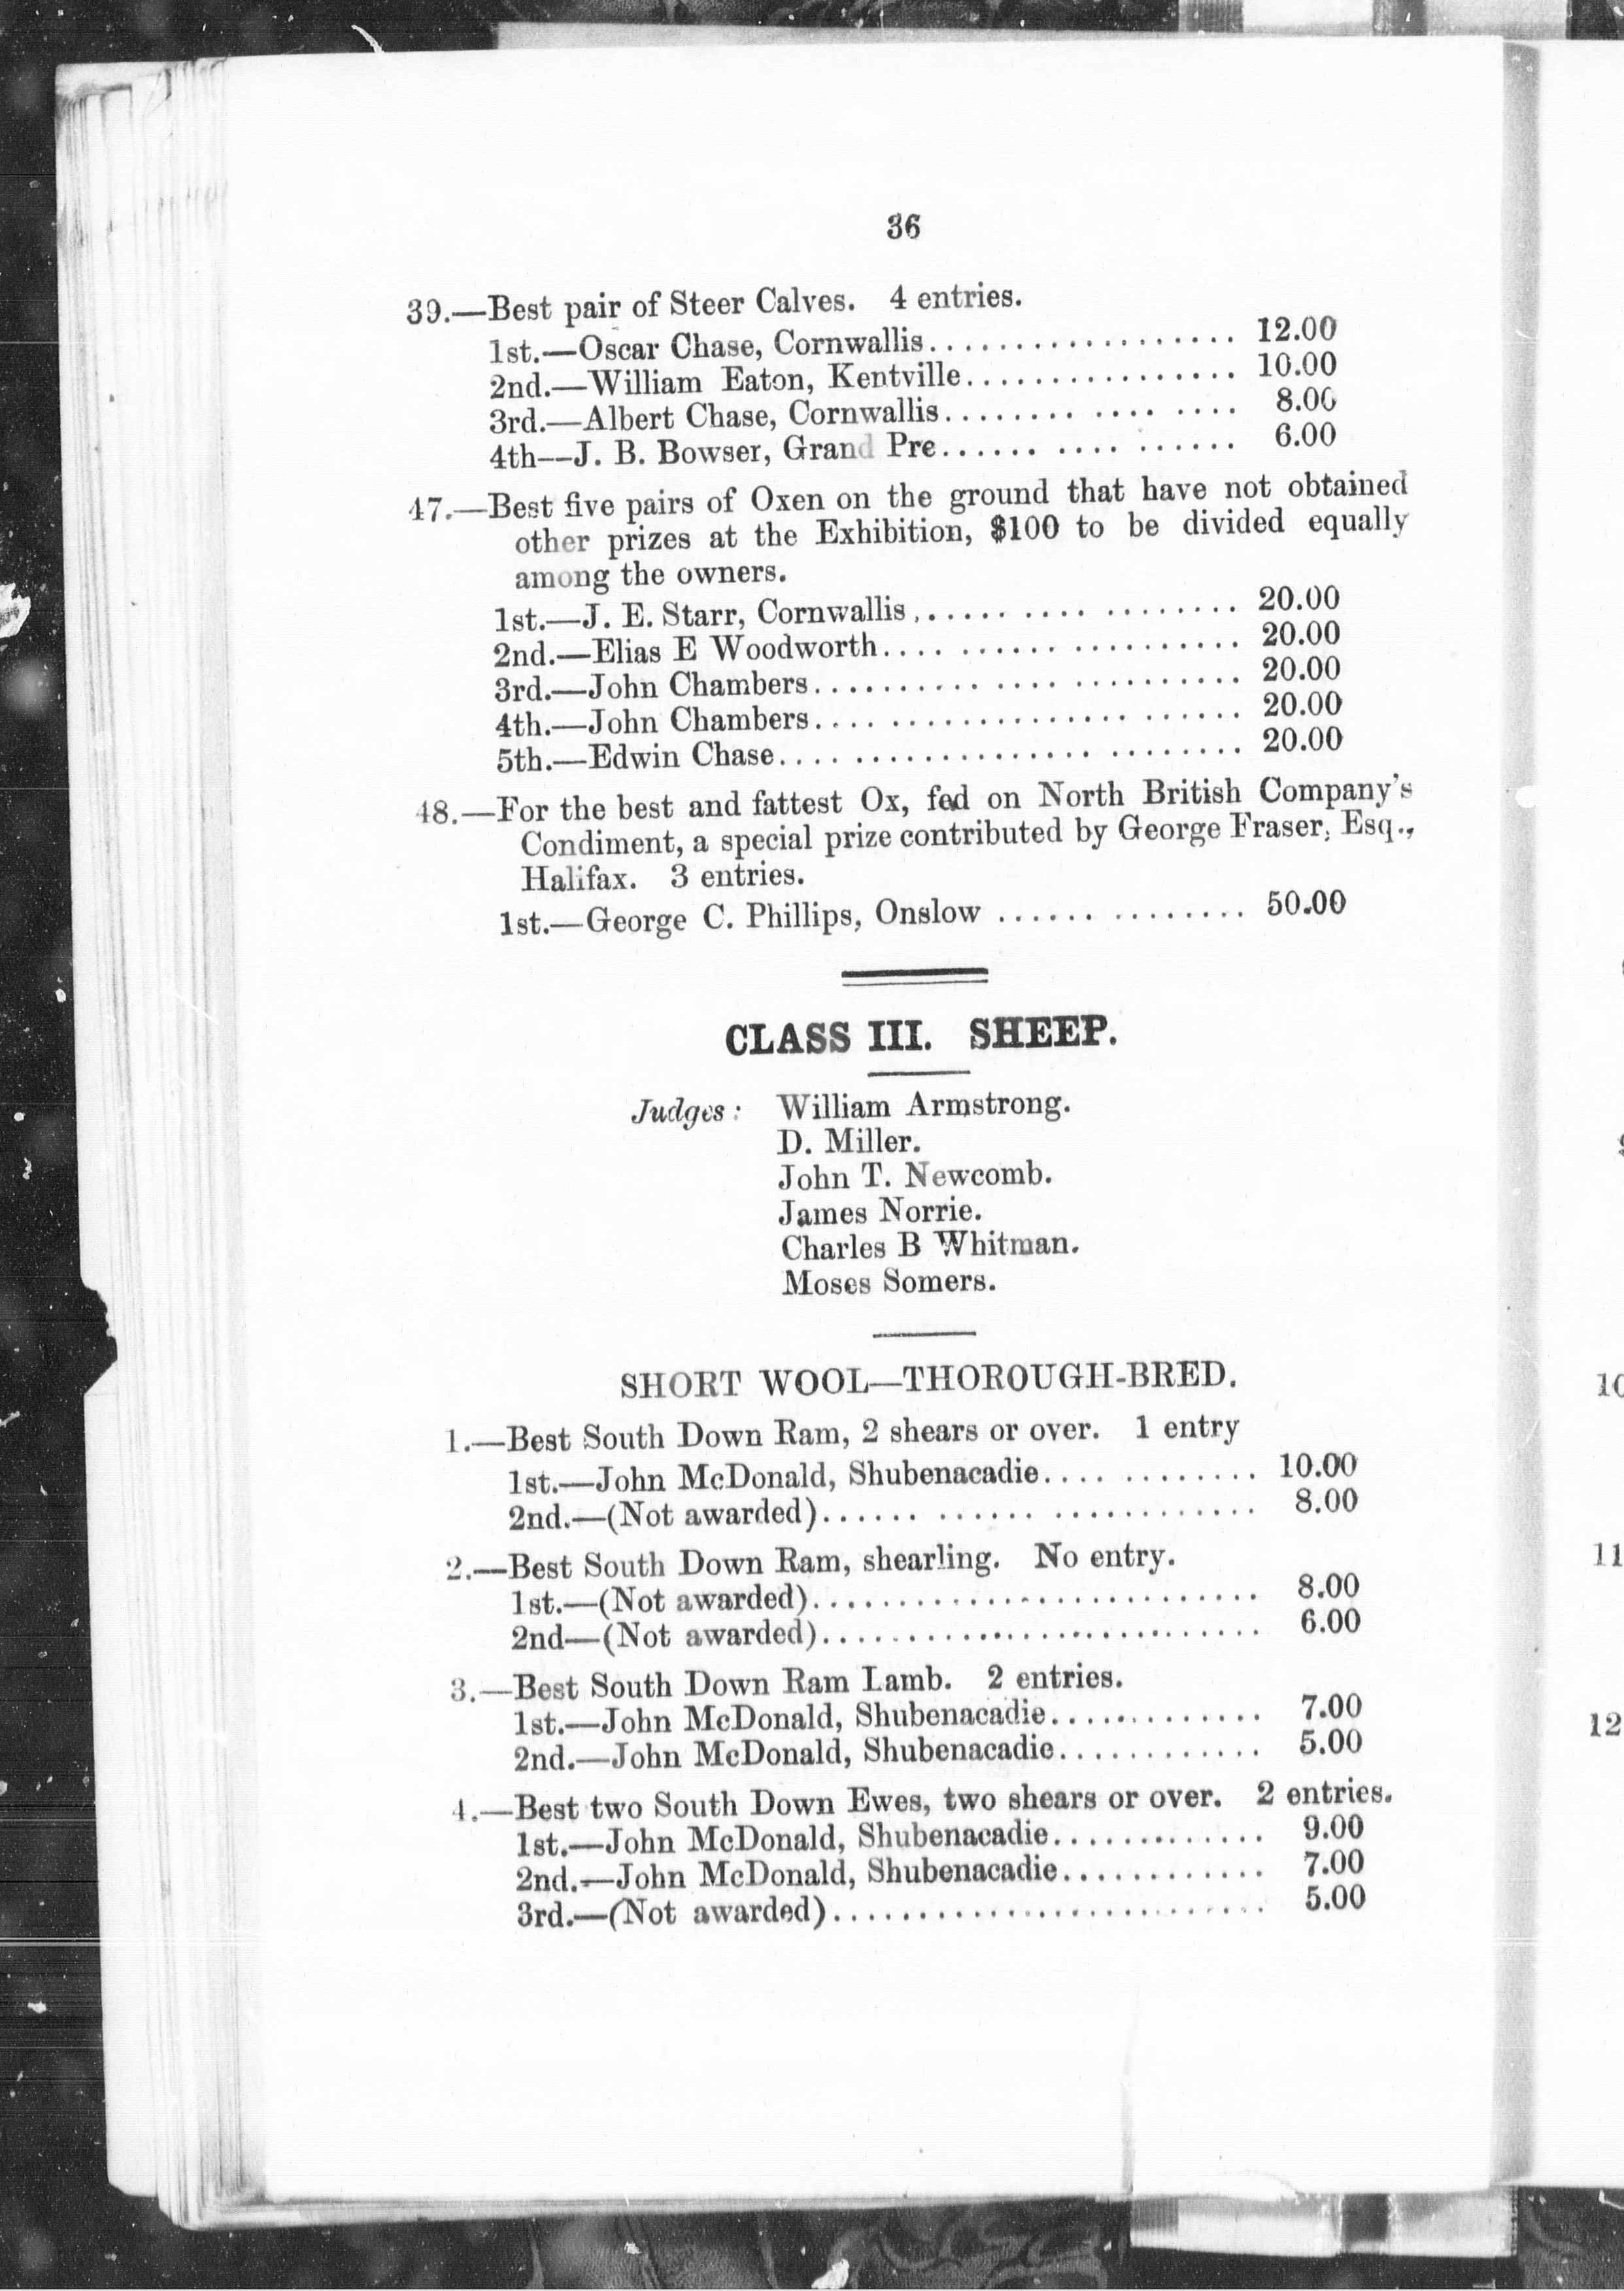 36
39.—Best pair of Steer Calves. 4 entries.
1st.—Oscar Chase, Cornwallis.................. 12.00
2nd.—William Eaton, Kentville................ 10.00
3rd.—Albert Chase, Cornwallis........ .... .... 8.00
4th—J. B. Bowser, Grand Pre...... .... ...... 6.00
47.—Best five pairs of Oxen on the ground that have not obtained
other prizes at the Exhibition, $100 to be divided equally
among the owners.
1st.—J. E. Starr, Cornwallis,...... .... ........ 20.00
2nd.—Elias E Woodworth.... ................ 20.00
3rd.—John Chambers.......... .... .......... 20.00
4th.—John Chambers.... .................... 20.00
5th.—Edwin Chase.... .............. ........ 20.00
48.—For the best and fattest Ox, fed on North British Company's
Condiment, a special prize contributed by George Fraser, Esq.,
Halifax. 3 entries.
1st.—George C. Phillips, Onslow ...... ........ 50.00
CLASS III. SHEEP.
Judges: William Armstrong.
D. Miller.
John T. Newcomb.
James Norrie.
Charles B Whitman.
Moses Somers.
SHORT WOOL—THOROUGH-BRED.
1.—Best South Down Ram, 2 shears or over. 1 entry
1st.—John McDonald, Shubenacadie.... ........ 10.00
2nd.—(Not awarded)...... ...... ............ 8.00
2.—Best South Down Ram, shearling. No entry.
1st.—(Not awarded).......................... 8.00
2nd—(Not awarded).......................... 6.00
3.—Best South Down Ram Lamb. 2 entries.
1st.—John McDonald, Shubenacadie............. 7.00
2nd.—John McDonald, Shubenacadie............ 5.00
4.—Best two South Down Ewes, two shears or over. 2 entries.
1st.—John McDonald, Shubenacadie............. 9.00
2nd.—John McDonald, Shubenacadie............ 7.00
3rd.—(Not awarded)......................... 5.00
10
11
12